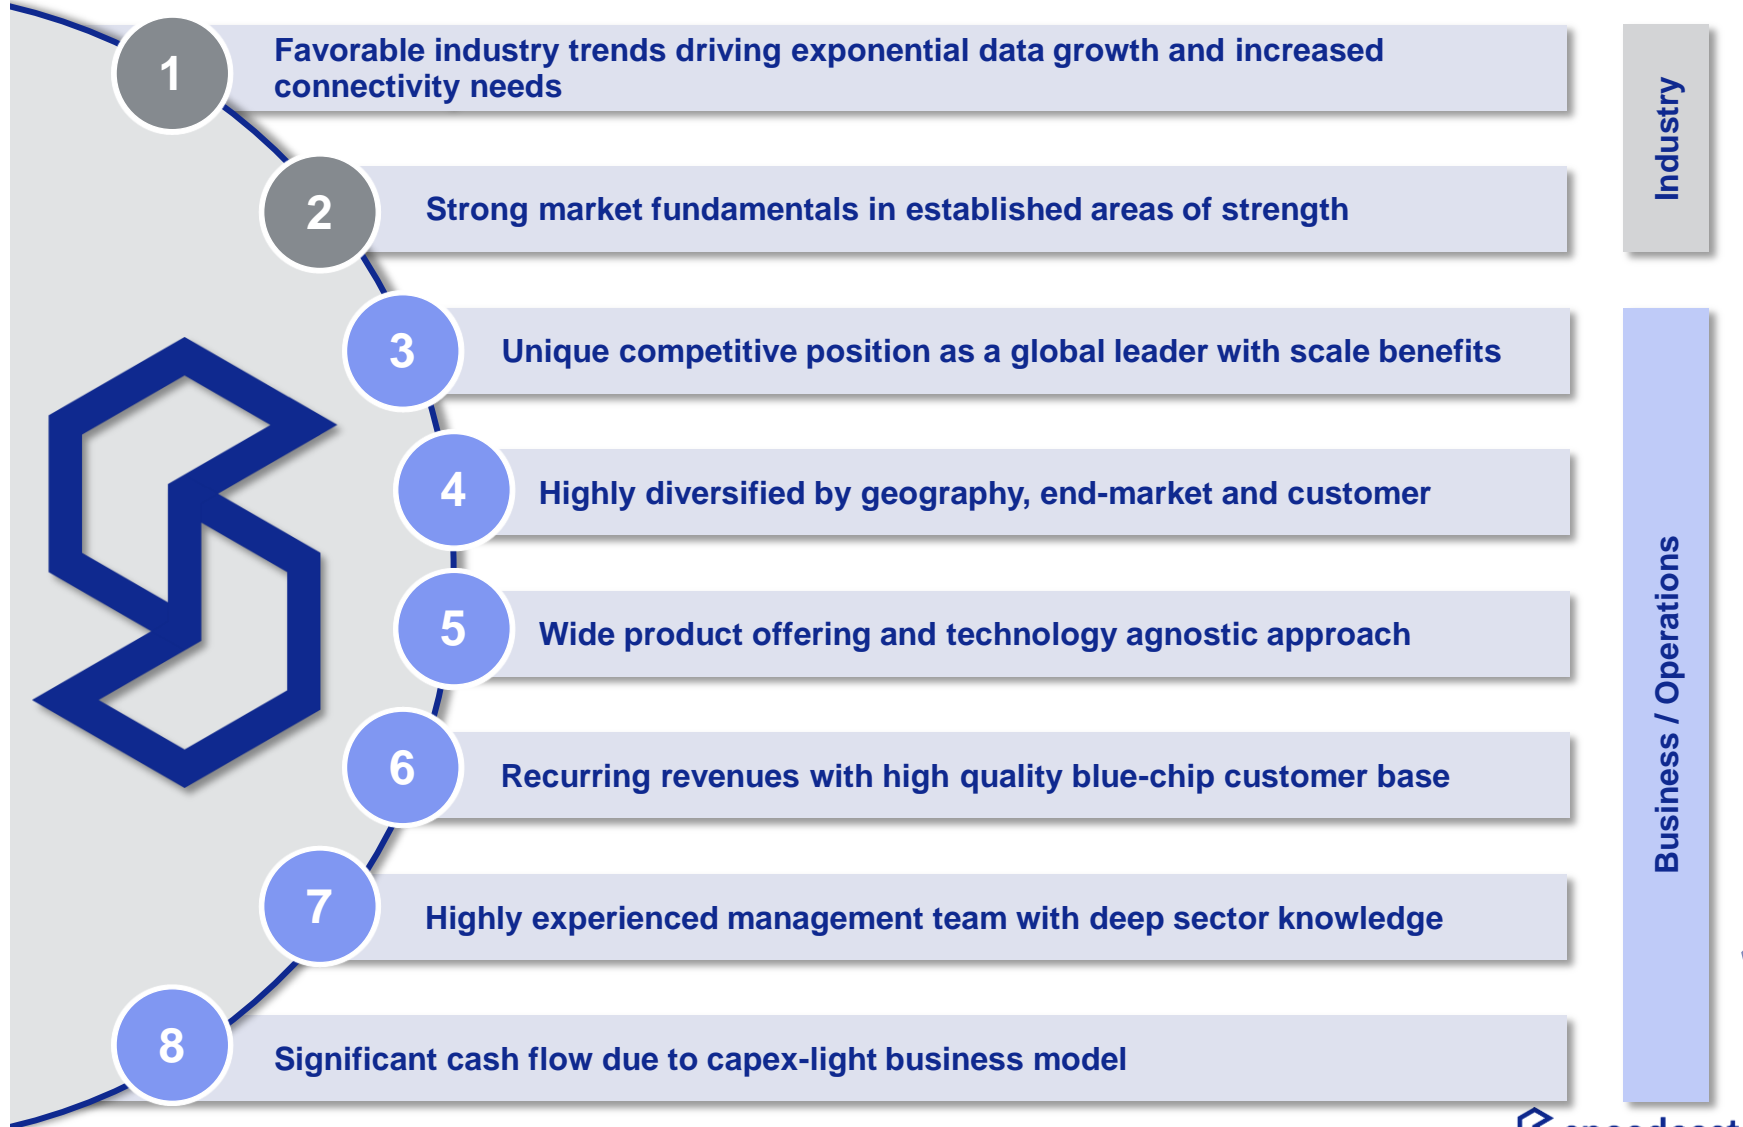 1
Favorable industry trends driving exponential data growth and increased
connectivity needs
2
Strong market fundamentals in established areas of strength
Industry
3
Unique competitive position as a global leader with scale benefits
4
Highly diversified by geography, end-market and customer
5
Wide product offering and technology agnostic approach
6
Recurring revenues with high quality blue-chip customer base
7
Highly experienced management team with deep sector knowledge
8
Significant cash flow due to capex-light business model
Business / Operations